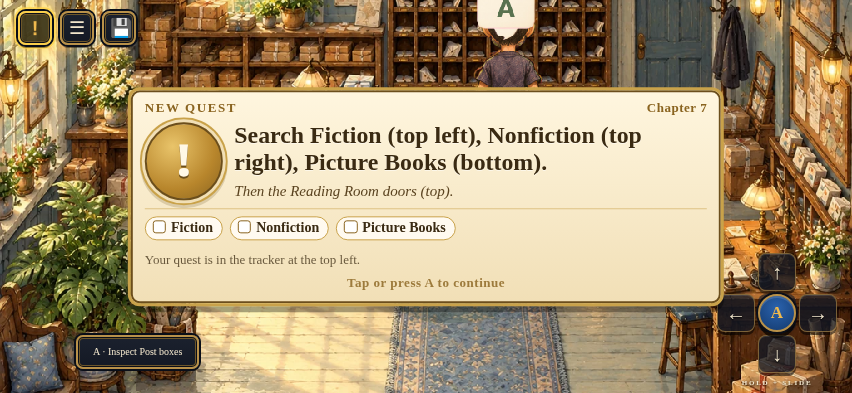 !
A
NEW QUEST
Chapter 7
!
Search Fiction (top left), Nonfiction (top
right), Picture Books (bottom).
Then the Reading Room doors (top).
Fiction
Nonfiction
Picture Books
Your quest is in the tracker at the top left.
Tap or press A to continue
↑
← A →
↓
A · Inspect Post boxes
HOLD · SLIDE